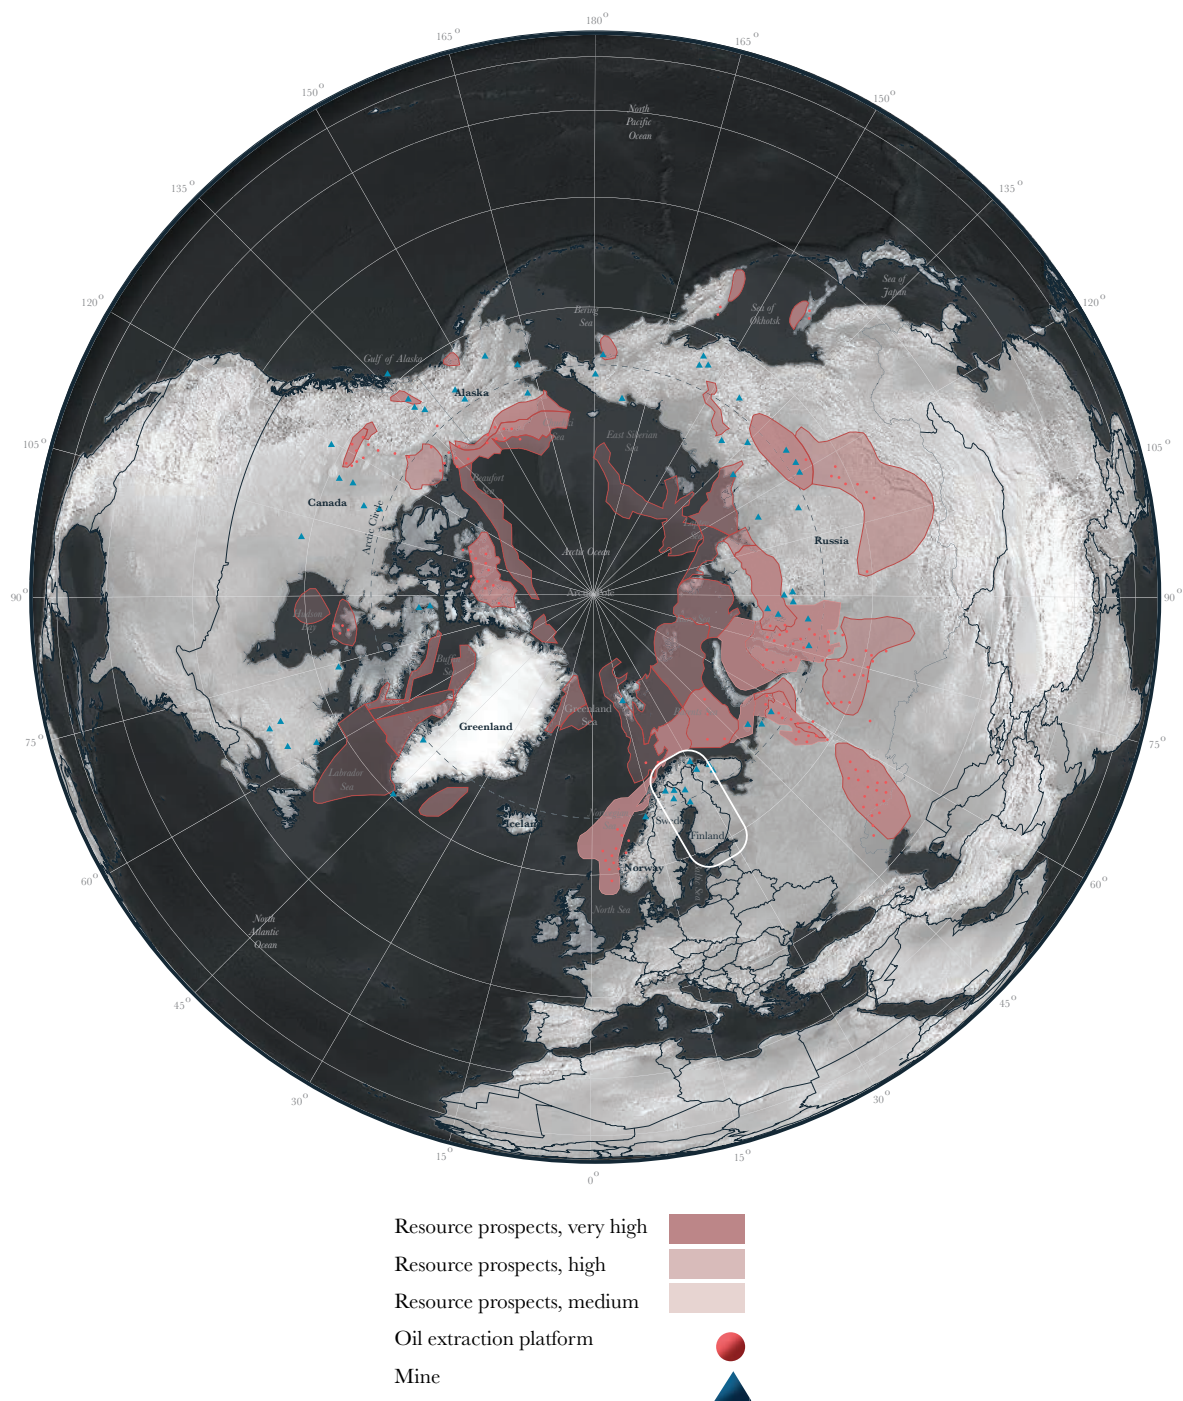 180°
165°
165°
150°
150°
135°
135°
120°
120°
105°
105°
90°
90°
75°
75°
60°
60°
45°
45°
30°
30°
15°
15°
0°
North
Pacific
Ocean
Sea of
Japan
Sea of
Okhotsk
Bering
Sea
Gulf of Alaska
Alaska
Sea
East Siberian
Sea
Beaufort
Canada
Arctic Circle
Russia
Arctic Ocean
Hudson
Bay
Greenland
Greenland
Sea
Labrador
Sea
Iceland
Finland
Norway
North Sea
North
Atlantic
Ocean
Resource prospects, very high
Resource prospects, high
Resource prospects, medium
Oil extraction platform
Mine